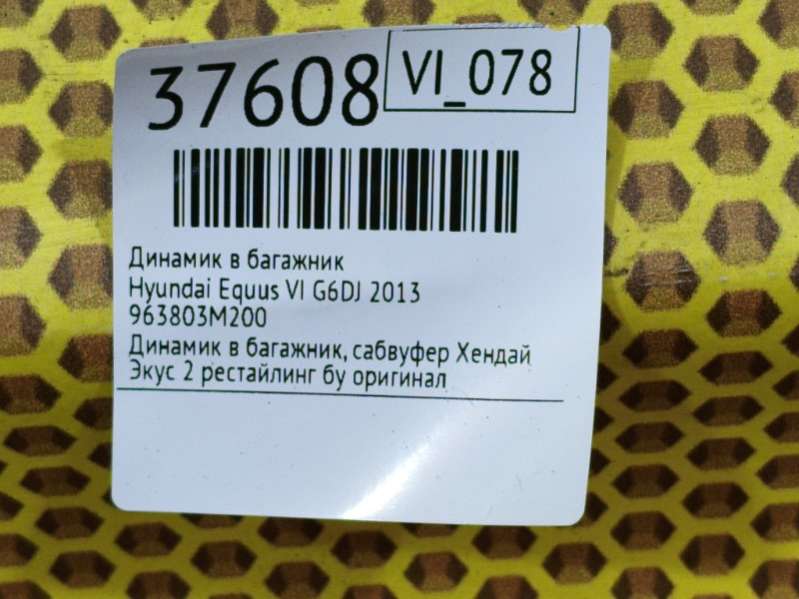 37608 VI_078
Динамик в багажник
Hyundai Equus VI G6DJ 2013
963803M200
Динамик в багажник, сабвуфер Хендай
Экус 2 рестайлинг бу оригинал